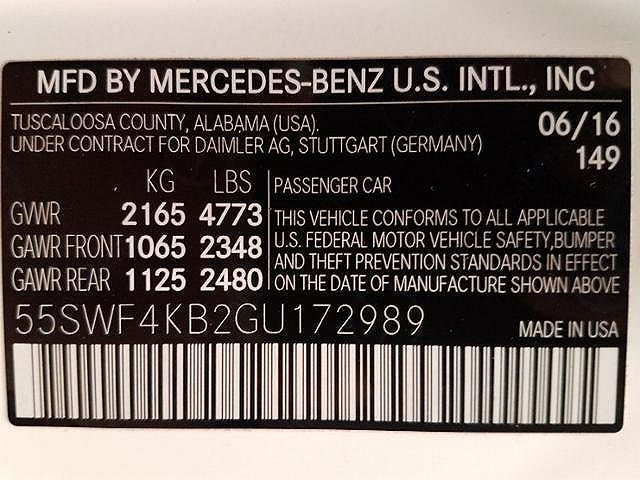 MFD BY MERCEDES-BENZ U.S. INTL., INC
TUSCALOOSA COUNTY, ALABAMA (USA).
UNDER CONTRACT FOR DAIMLER AG, STUTTGART (GERMANY)
06/16
149
KG LBS
GVWR 2165 4773
GAWR FRONT 1065 2348
GAWR REAR 1125 2480
PASSENGER CAR
THIS VEHICLE CONFORMS TO ALL APPLICABLE
U.S. FEDERAL MOTOR VEHICLE SAFETY,BUMPER
AND THEFT PREVENTION STANDARDS IN EFFECT
ON THE DATE OF MANUFACTURE SHOWN ABOVE
55SWF4KB2GU172989
MADE IN USA